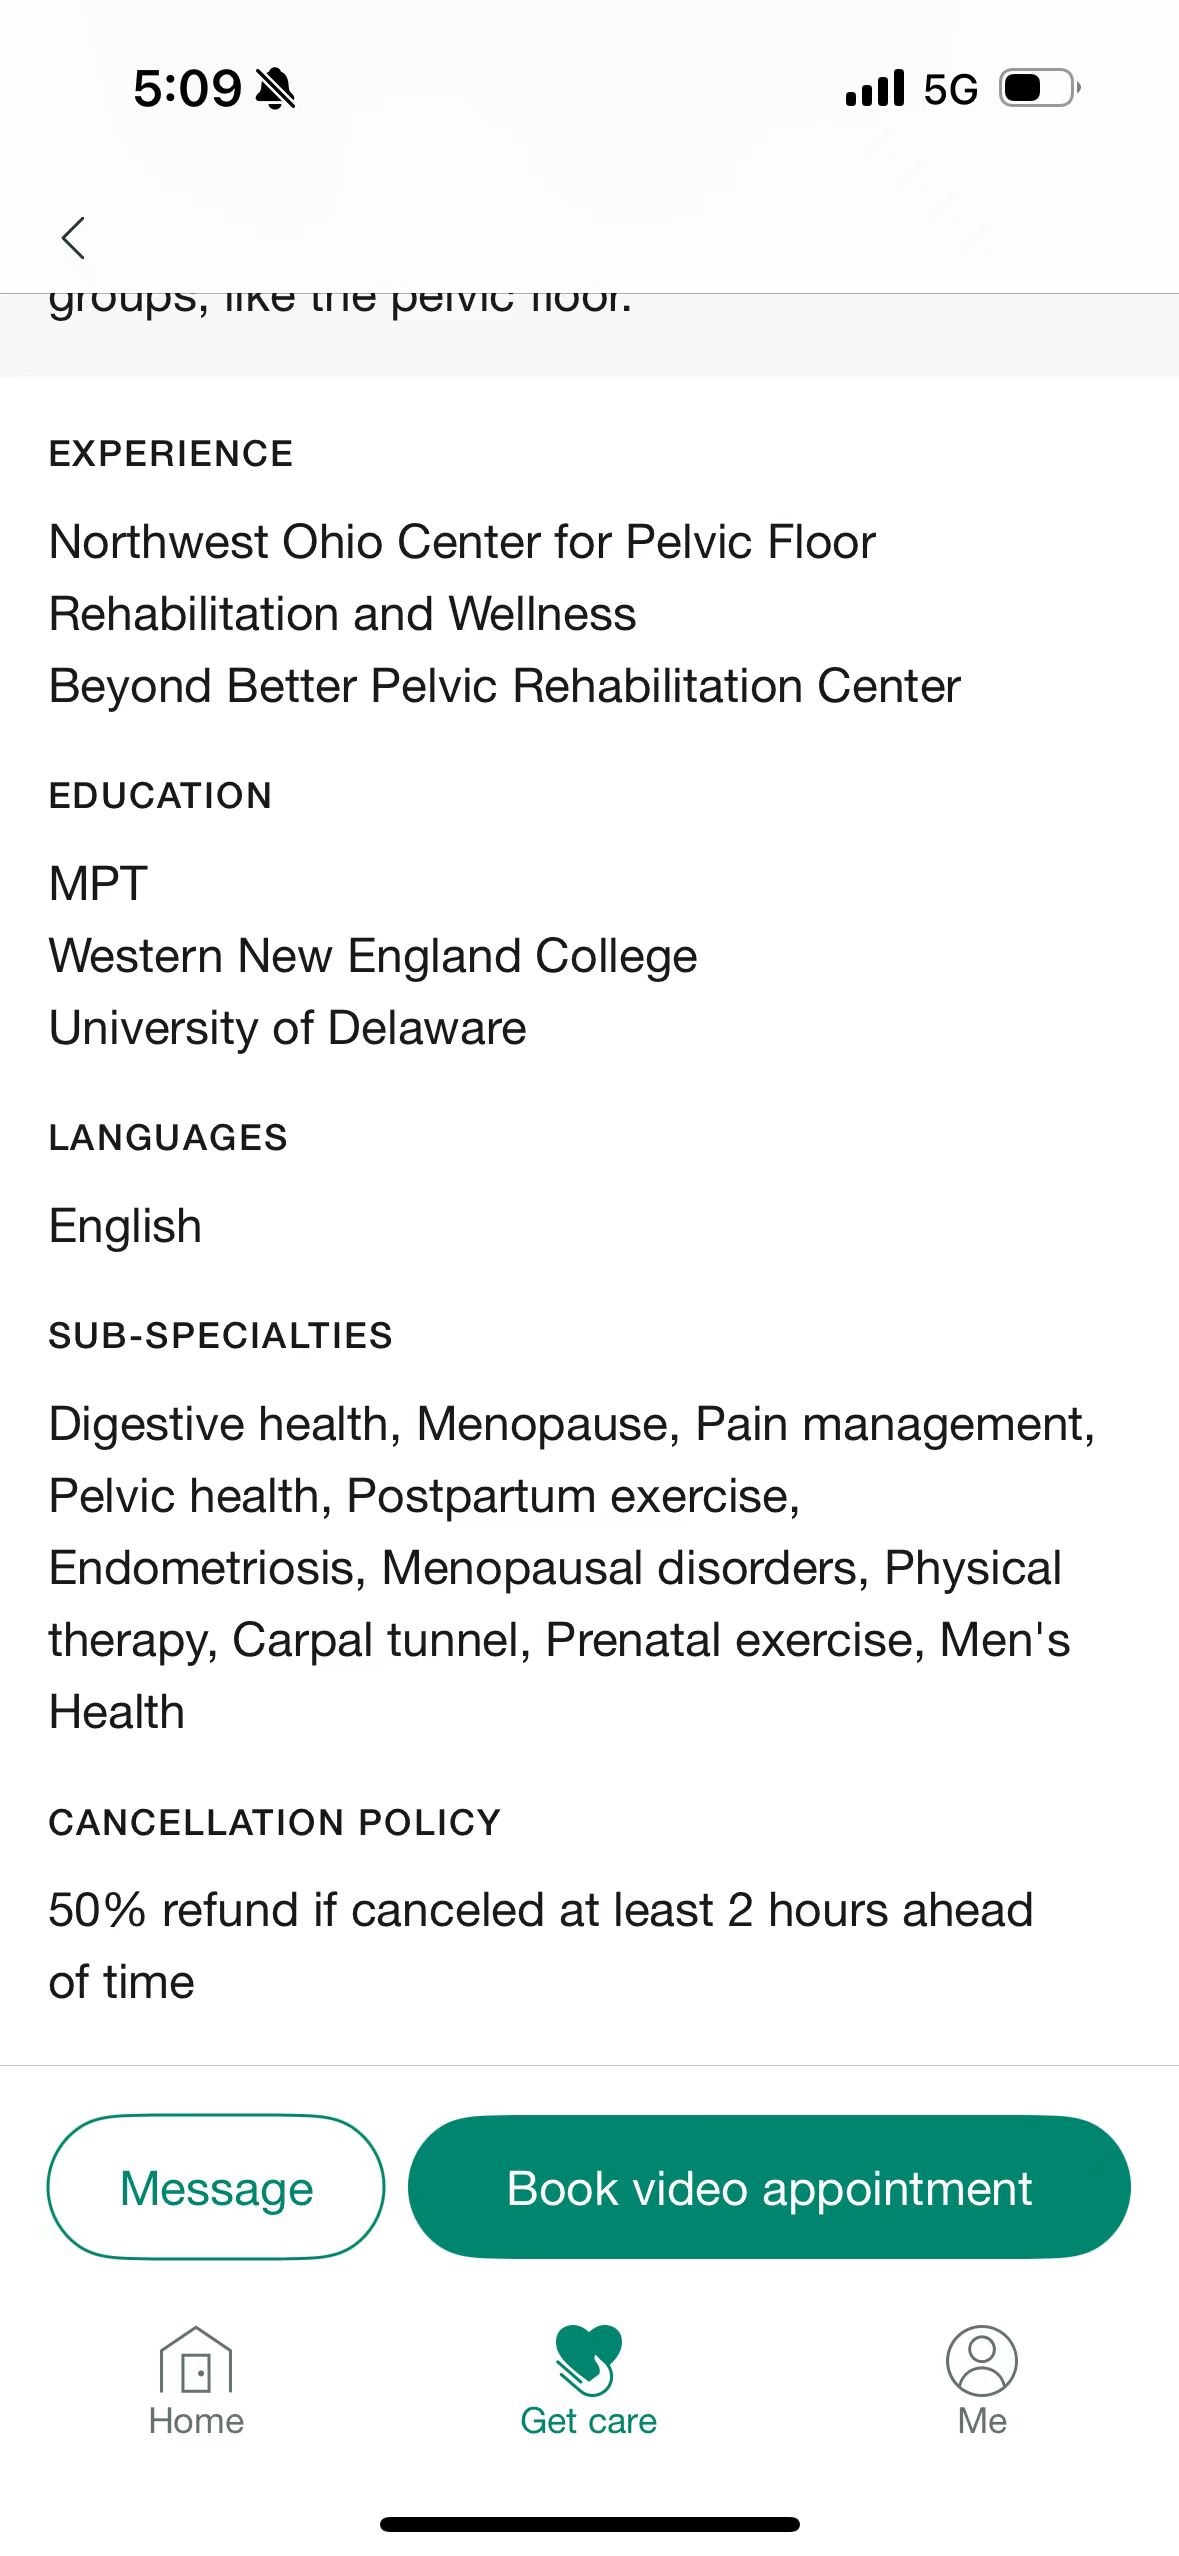 5:09
5G
groups, like the pelvic floor.
EXPERIENCE
Northwest Ohio Center for Pelvic Floor
Rehabilitation and Wellness
Beyond Better Pelvic Rehabilitation Center
EDUCATION
MPT
Western New England College
University of Delaware
LANGUAGES
English
SUB-SPECIALTIES
Digestive health, Menopause, Pain management,
Pelvic health, Postpartum exercise,
Endometriosis, Menopausal disorders, Physical
therapy, Carpal tunnel, Prenatal exercise, Men's
Health
CANCELLATION POLICY
50% refund if canceled at least 2 hours ahead
of time
Message
Book video appointment
Home
Get care
Me